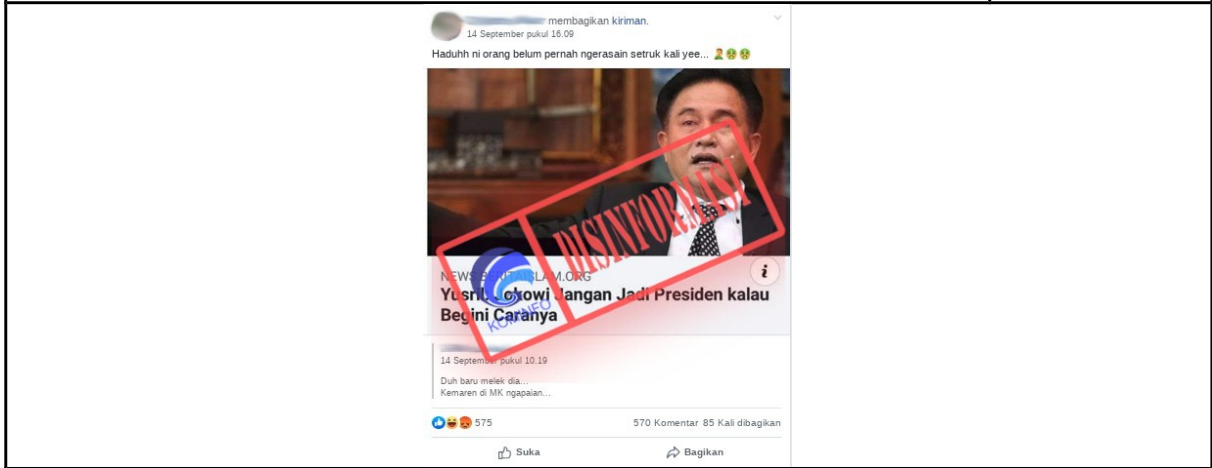 membagikan kiriman.
14 September pukul 16.09
Haduhh ni orang belum pernah ngerasain setruk kali yee...
DISINFORMASI
i
NEWS.BERITAISLAM.ORG
Yusril: Jokowi Jangan Jadi Presiden kalau
Begini Caranya
KOMINFO
14 September pukul 10.19
Duh baru melek dia...
Kemaren di MK ngapaian...
575
570 Komentar 85 Kali dibagikan
Suka
Bagikan